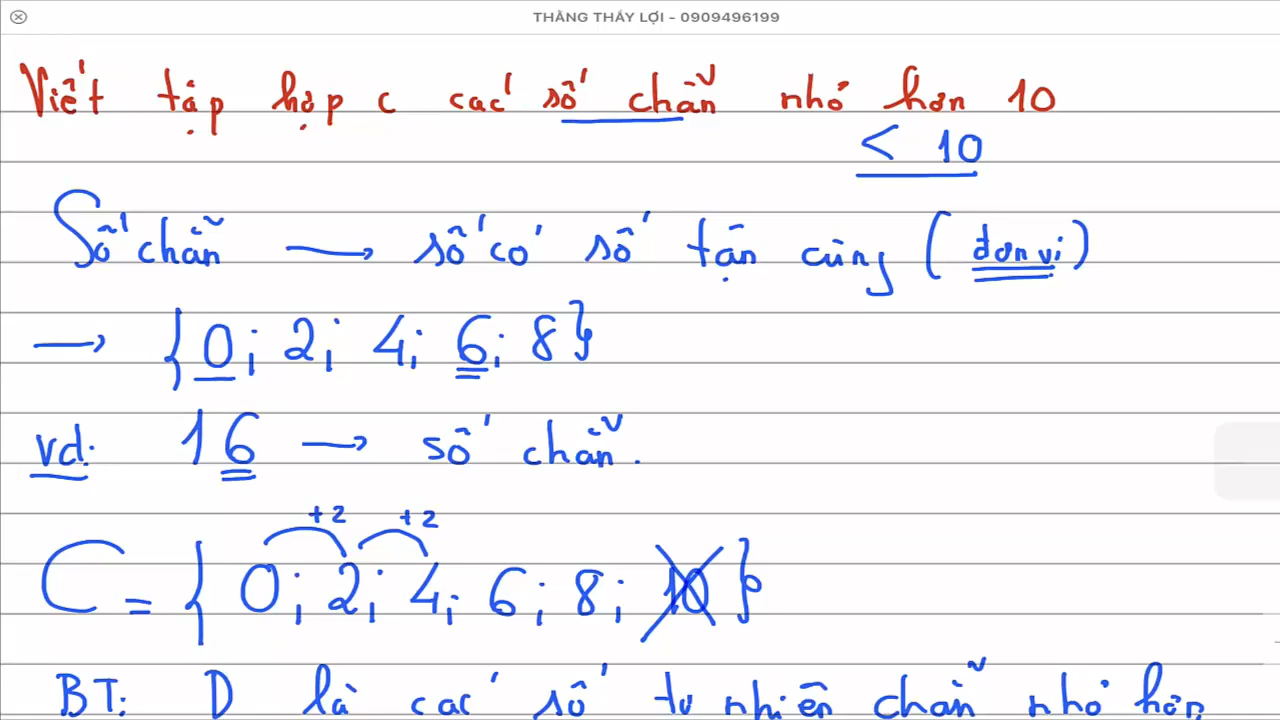 THẰNG THẦY LỢI - 0909496199
Viết tập hợp C các số chẵn nhỏ hơn 10
< 10
Số chẵn → số có số tận cùng (đơn vị)
→ {0; 2; 4; 6; 8}
vd: 16 → số chẵn.
+2 +2
C = { 0; 2; 4; 6; 8; 10 }
BT: D là các số tự nhiên chẵn nhỏ hơn